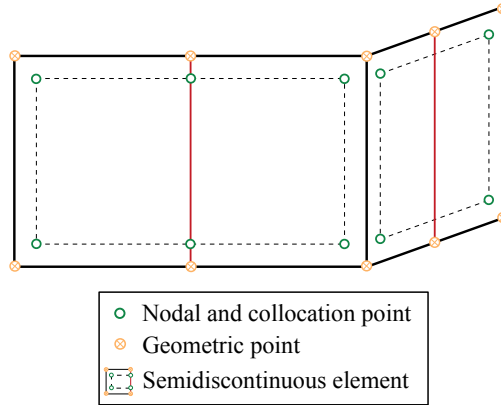 Nodal and collocation point
Geometric point
Semidiscontinuous element